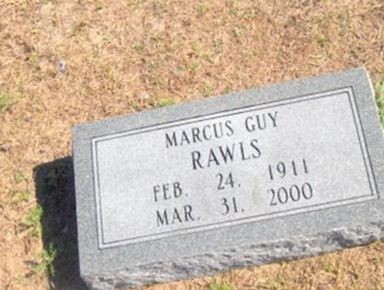 MARCUS GUY
RAWLS
FEB. 24, 1911
MAR. 31, 2000